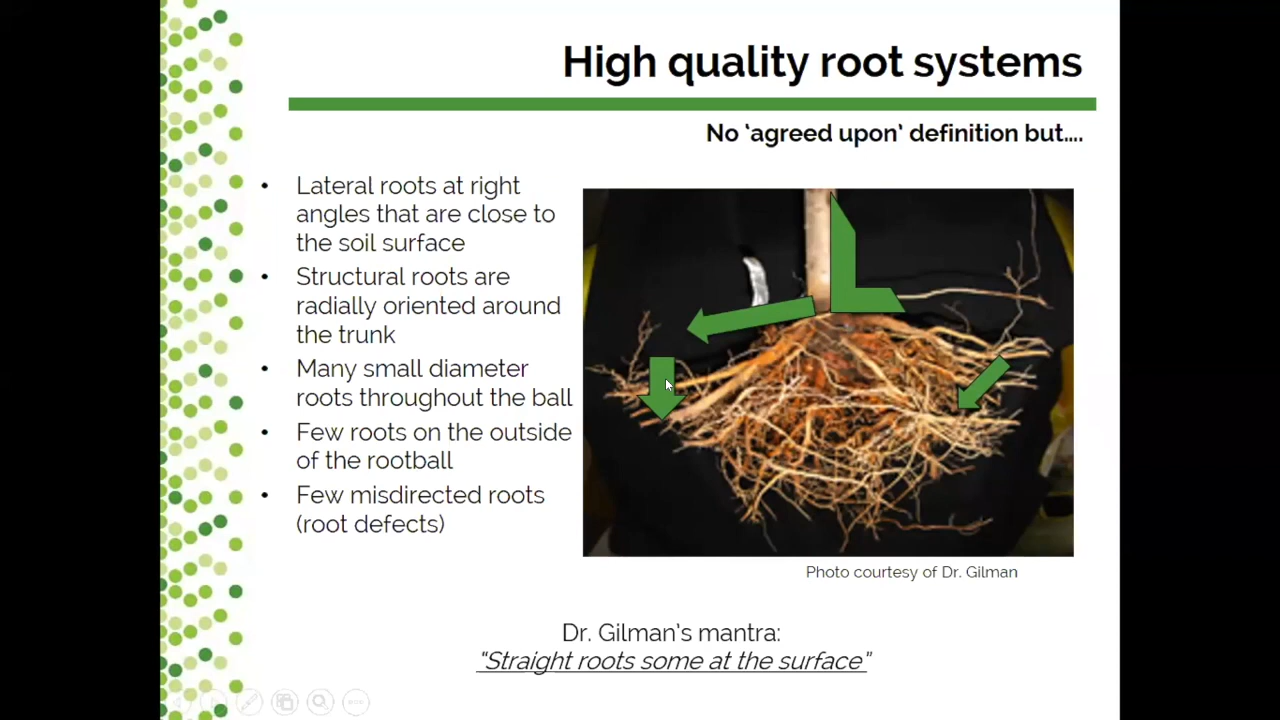 High quality root systems
No ‘agreed upon’ definition but....
• Lateral roots at right
angles that are close to
the soil surface
• Structural roots are
radially oriented around
the trunk
• Many small diameter
roots throughout the ball
• Few roots on the outside
of the rootball
• Few misdirected roots
(root defects)
Photo courtesy of Dr. Gilman
Dr. Gilman’s mantra:
“Straight roots some at the surface”